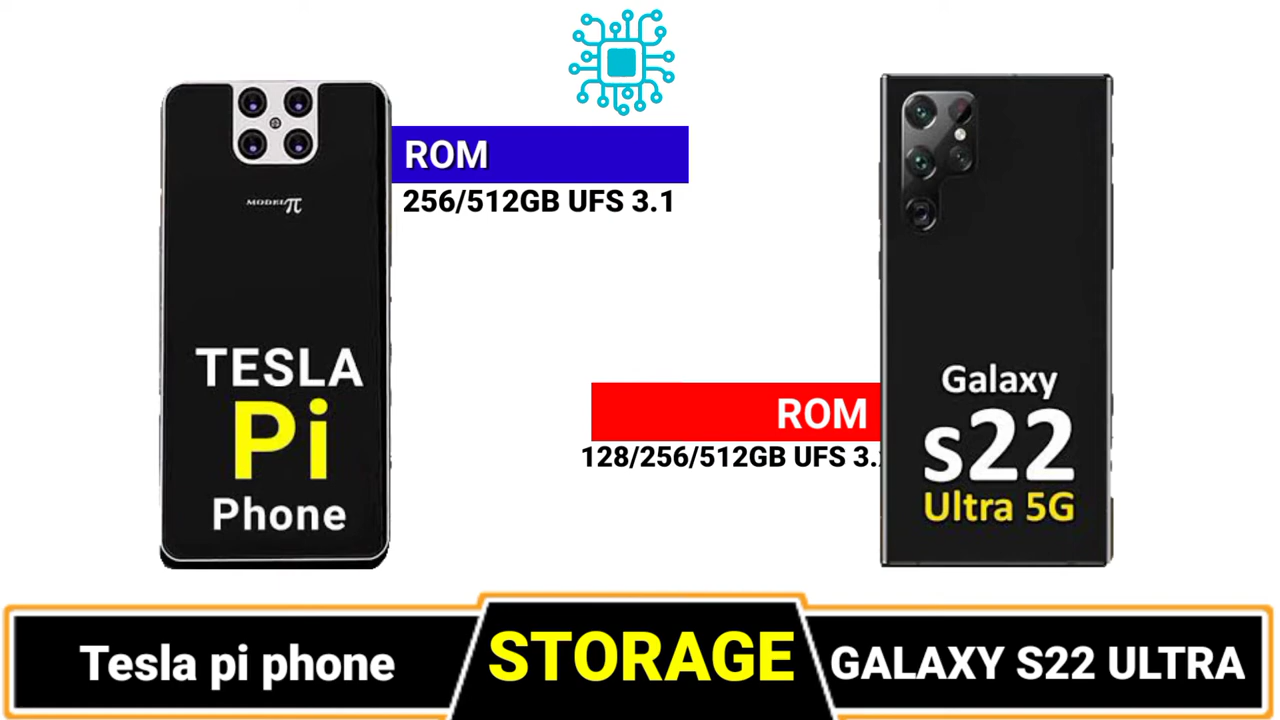 ROM
256/512GB UFS 3.1
MODEL π
TESLA
Pi
Phone
ROM
128/256/512GB UFS
Galaxy
S22
Ultra 5G
Tesla pi phone
STORAGE
GALAXY S22 ULTRA